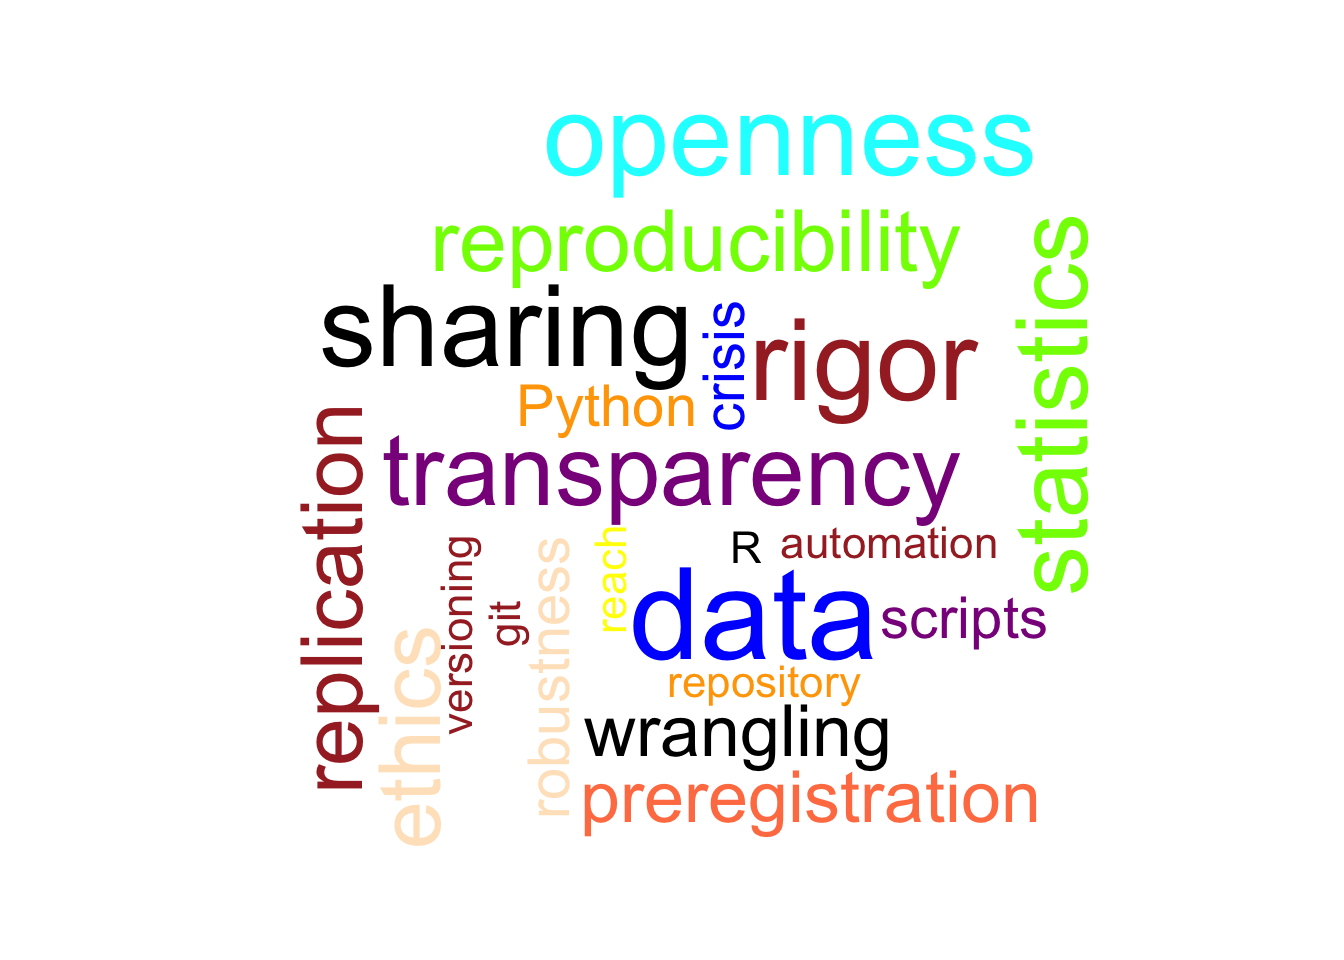 openness
reproducibility
statistics
sharing
crisis
rigor
Python
replication
transparency
R
automation
versioning
git
robustness
reach
data
scripts
ethics
repository
wrangling
preregistration